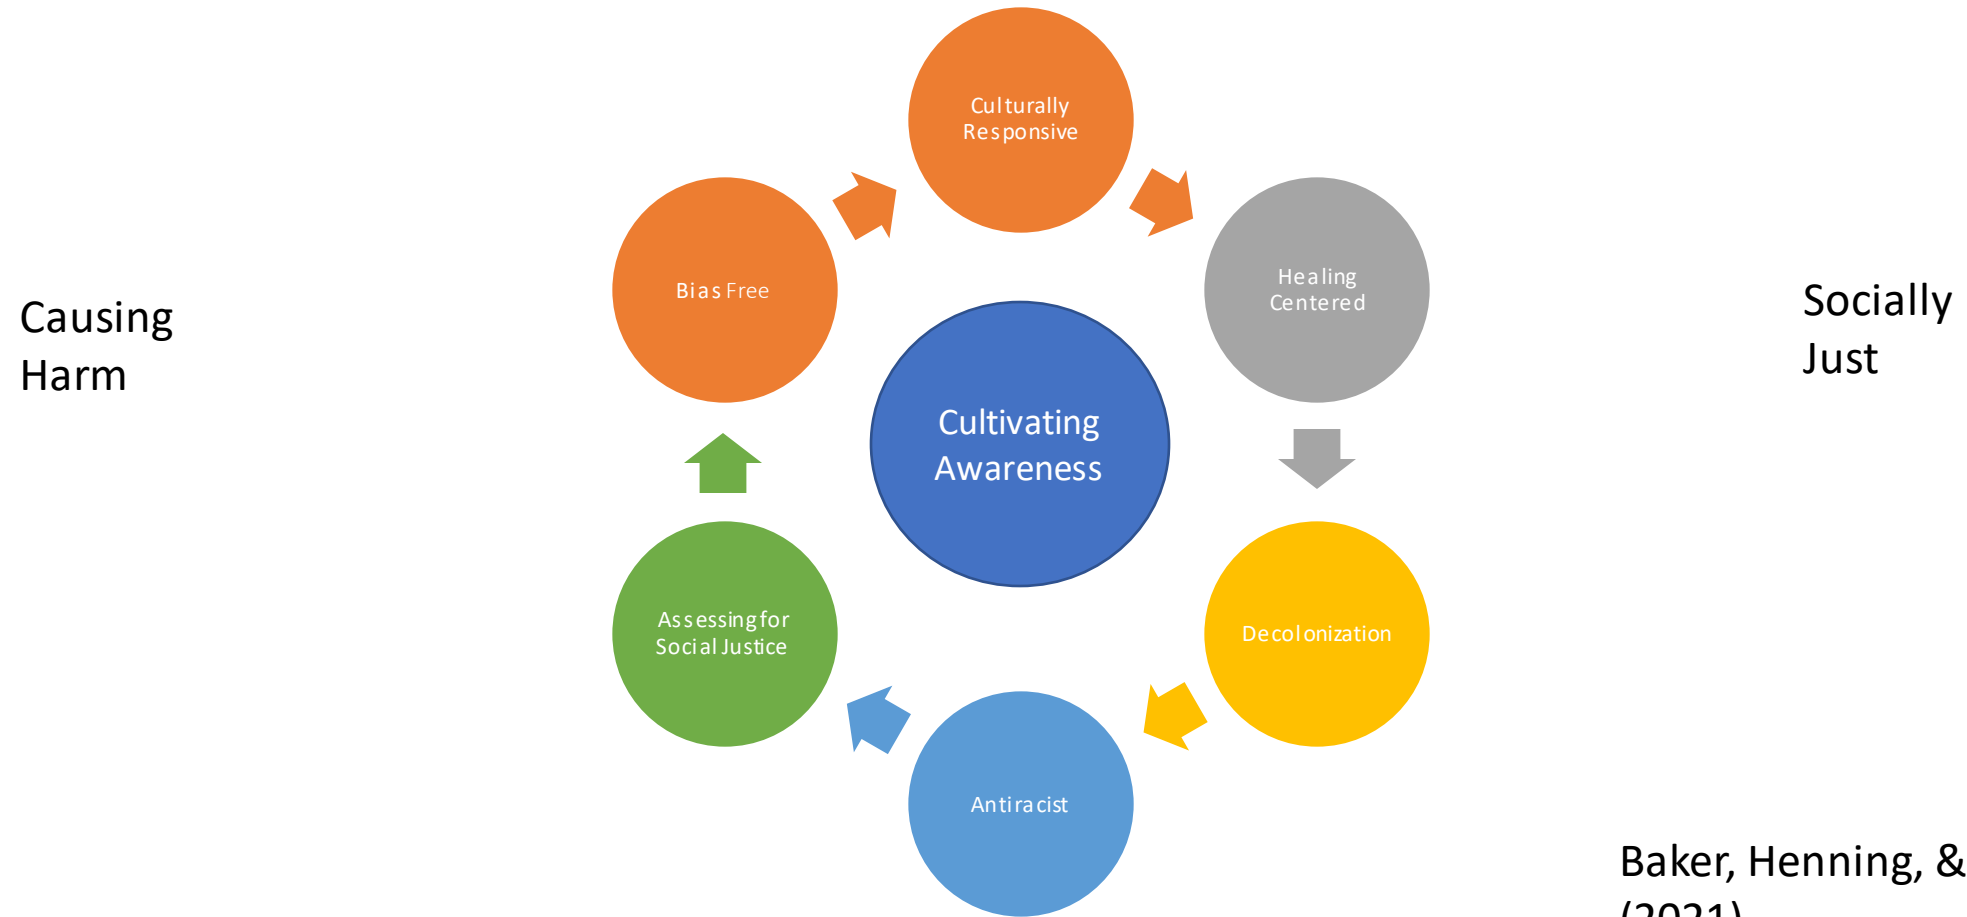 Culturally
Responsive
Bias Free
Healing
Centered
Causing
Harm
Socially
Just
Cultivating
Awareness
Assessing for
Social Justice
Decolonization
Antiracist
Baker, Henning, &
(2021)